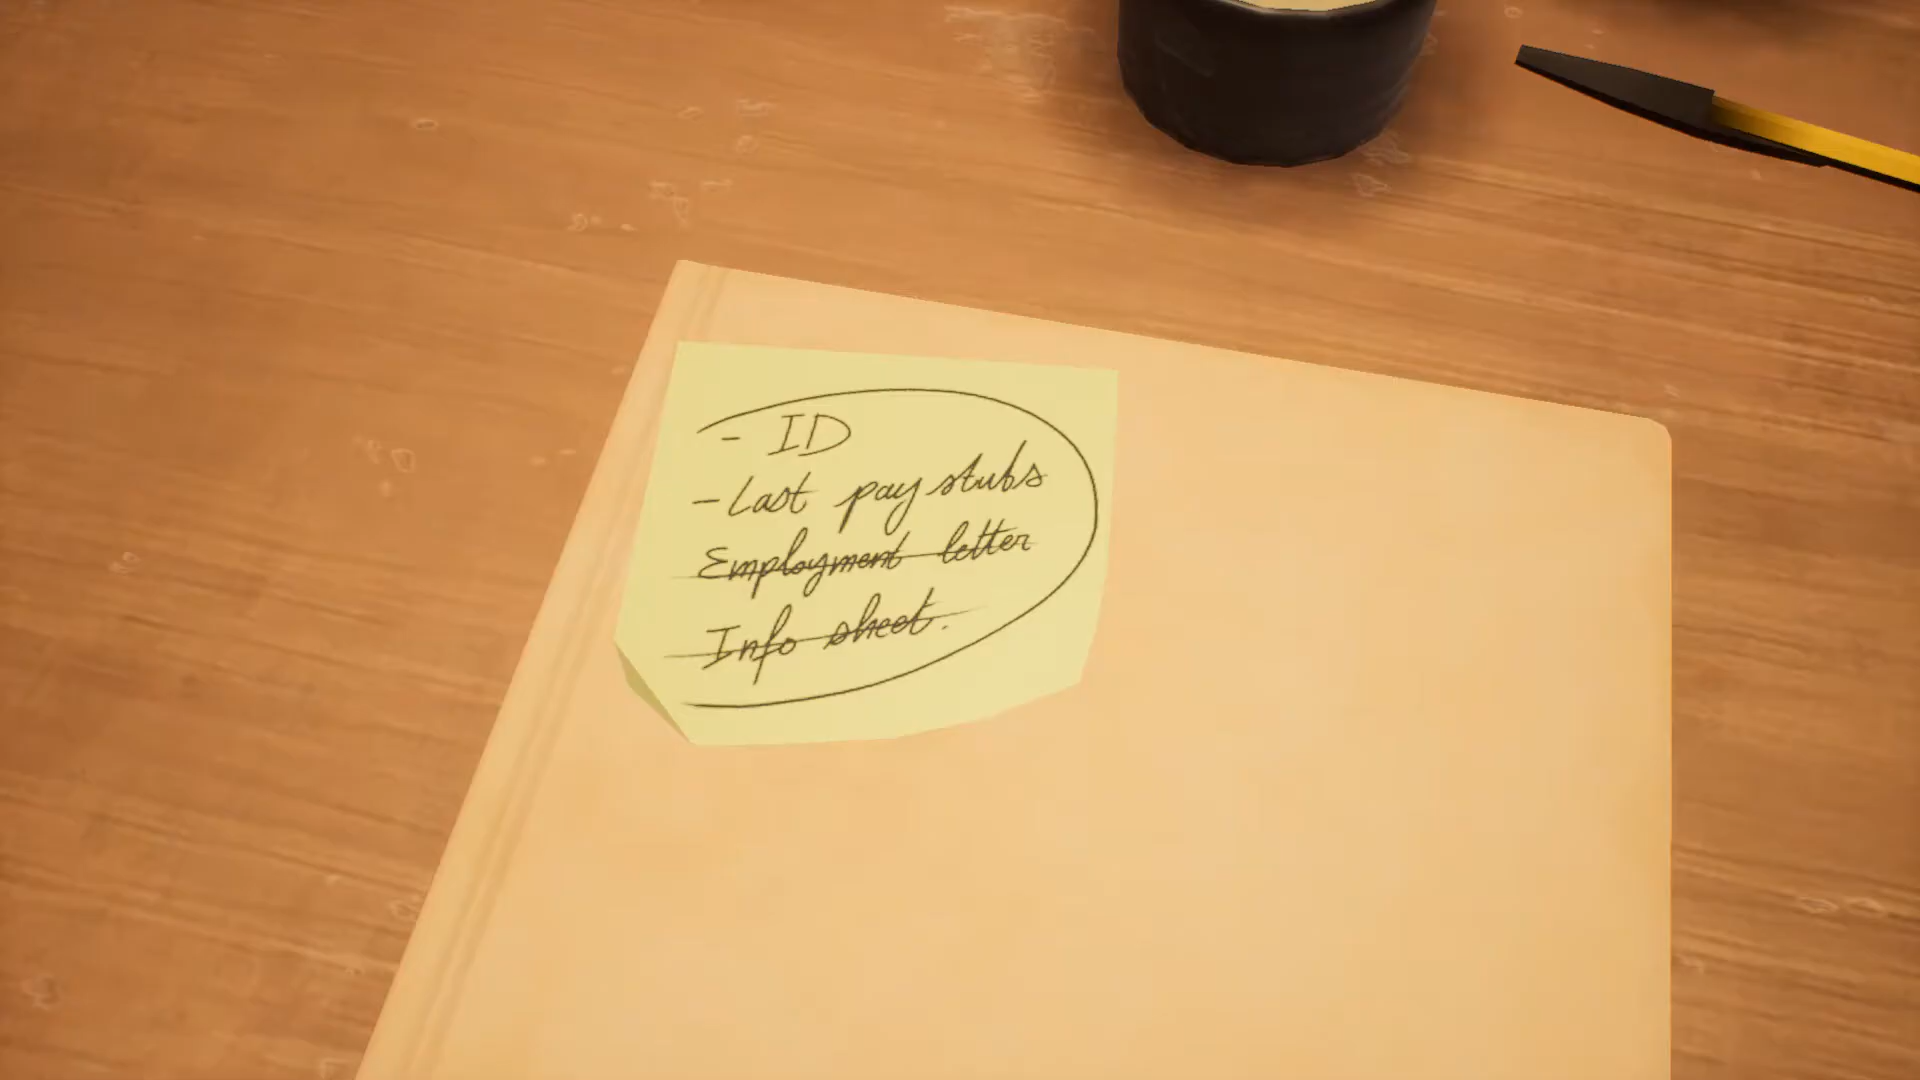 - ID
- Last pay stubs
Employment letter
Info sheet.